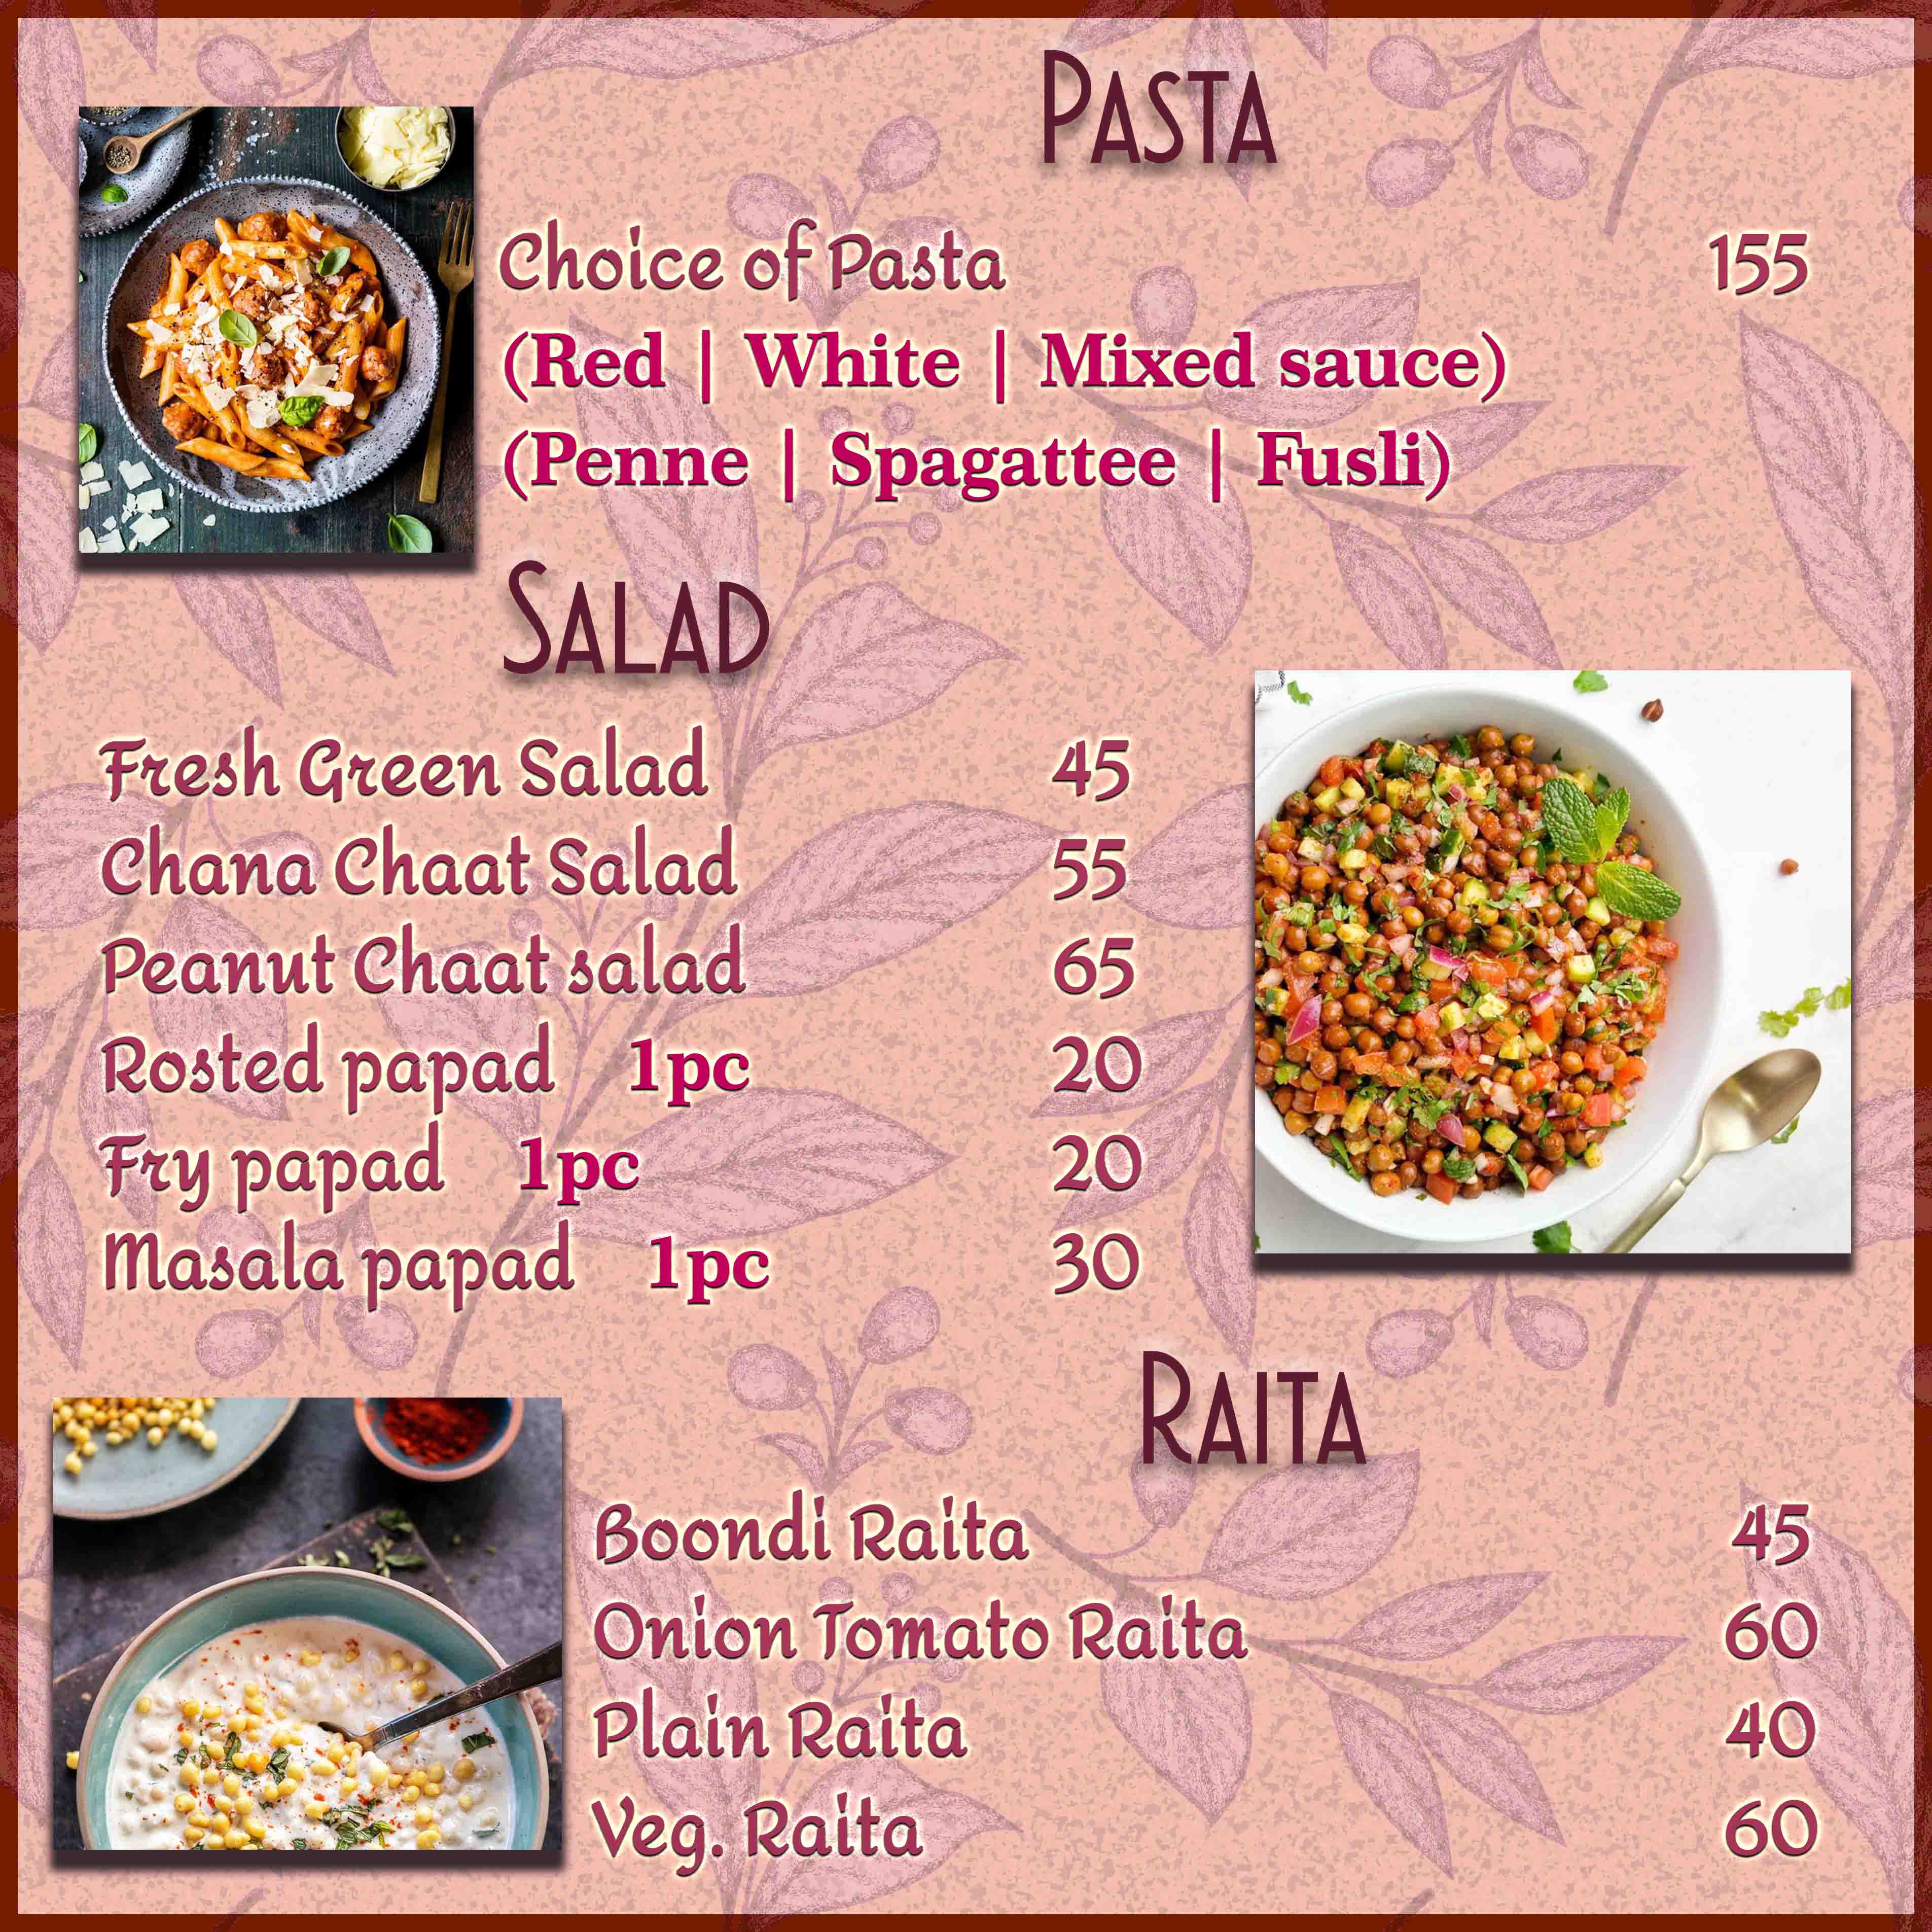 Pasta
Choice of Pasta 155
(Red | White | Mixed sauce)
(Penne | Spagattee | Fusli)
Salad
Fresh Green Salad 45
Chana Chaat Salad 55
Peanut Chaat salad 65
Rosted papad 1pc 20
Fry papad 1pc 20
Masala papad 1pc 30
Raita
Boondi Raita 45
Onion Tomato Raita 60
Plain Raita 40
Veg. Raita 60